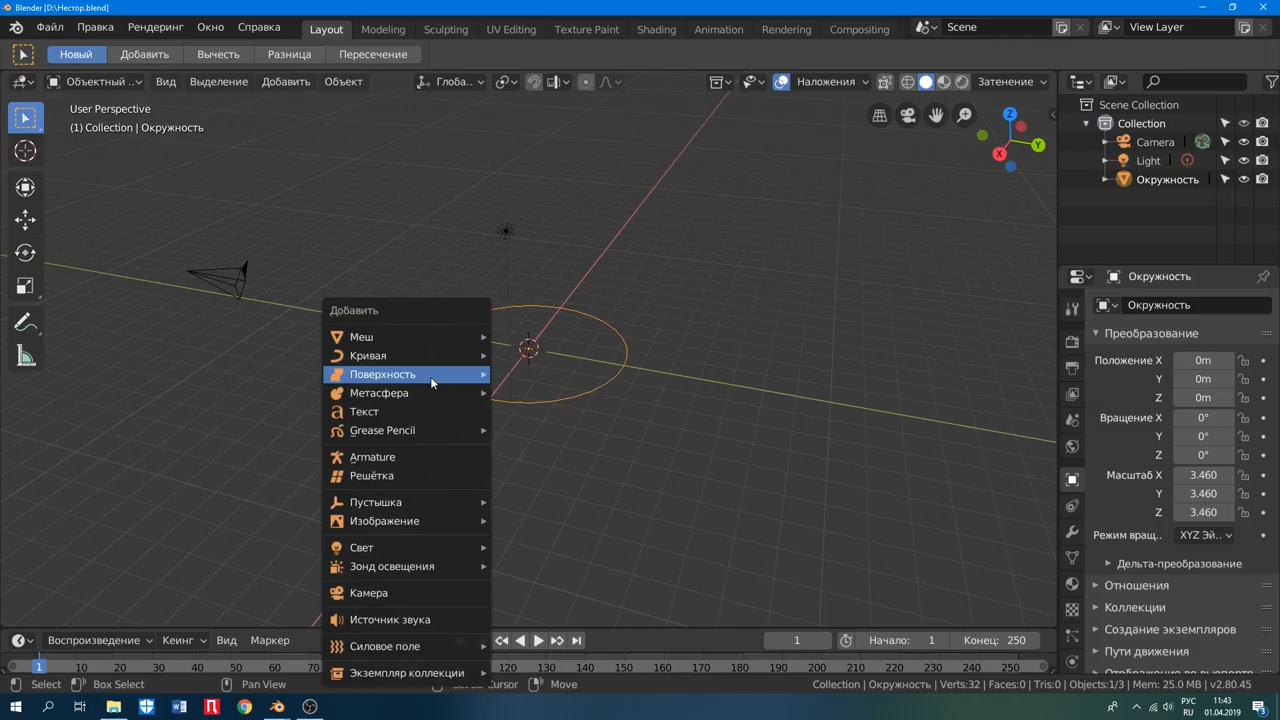 Blender [D:\Нестор.blend]
Файл Правка Рендеринг Окно Справка Layout Modeling Sculpting UV Editing Texture Paint Shading Animation Rendering Compositing Scene View Layer
Новый Добавить Вычесть Разница Пересечение
Объектный .. Вид Выделение Добавить Объект Глоба.. Наложения Затенение
User Perspective
(1) Collection | Окружность
Z
Y
X
Scene Collection
Collection
Camera
Light
Окружность
Окружность
Окружность
Преобразование
Положение X 0m
Y 0m
Z 0m
Вращение X 0°
Y 0°
Z 0°
Масштаб X 3.460
Y 3.460
Z 3.460
Режим вращ.. XYZ Эй..
Дельта-преобразование
Отношения
Коллекции
Создание экземпляров
Пути движения
Добавить
Меш
Кривая
Поверхность
Метасфера
Текст
Grease Pencil
Armature
Решётка
Пустышка
Изображение
Свет
Зонд освещения
Камера
Источник звука
Силовое поле
Экземпляр коллекции
Воспроизведение Кеинг Вид Маркер 1 Начало: 1 Конец: 250
1 10 20 30 40 50 60 70 120 130 140 150 160 170 180 190 200 210 220 230 240 250
Select Box Select Pan View Cursor Move Collection | Окружность | Verts:32 | Faces:0 | Tris:0 | Objects:1/3 | Mem: 25.0 MB | v2.80.45
РУС
RU
11:43
01.04.2019
3